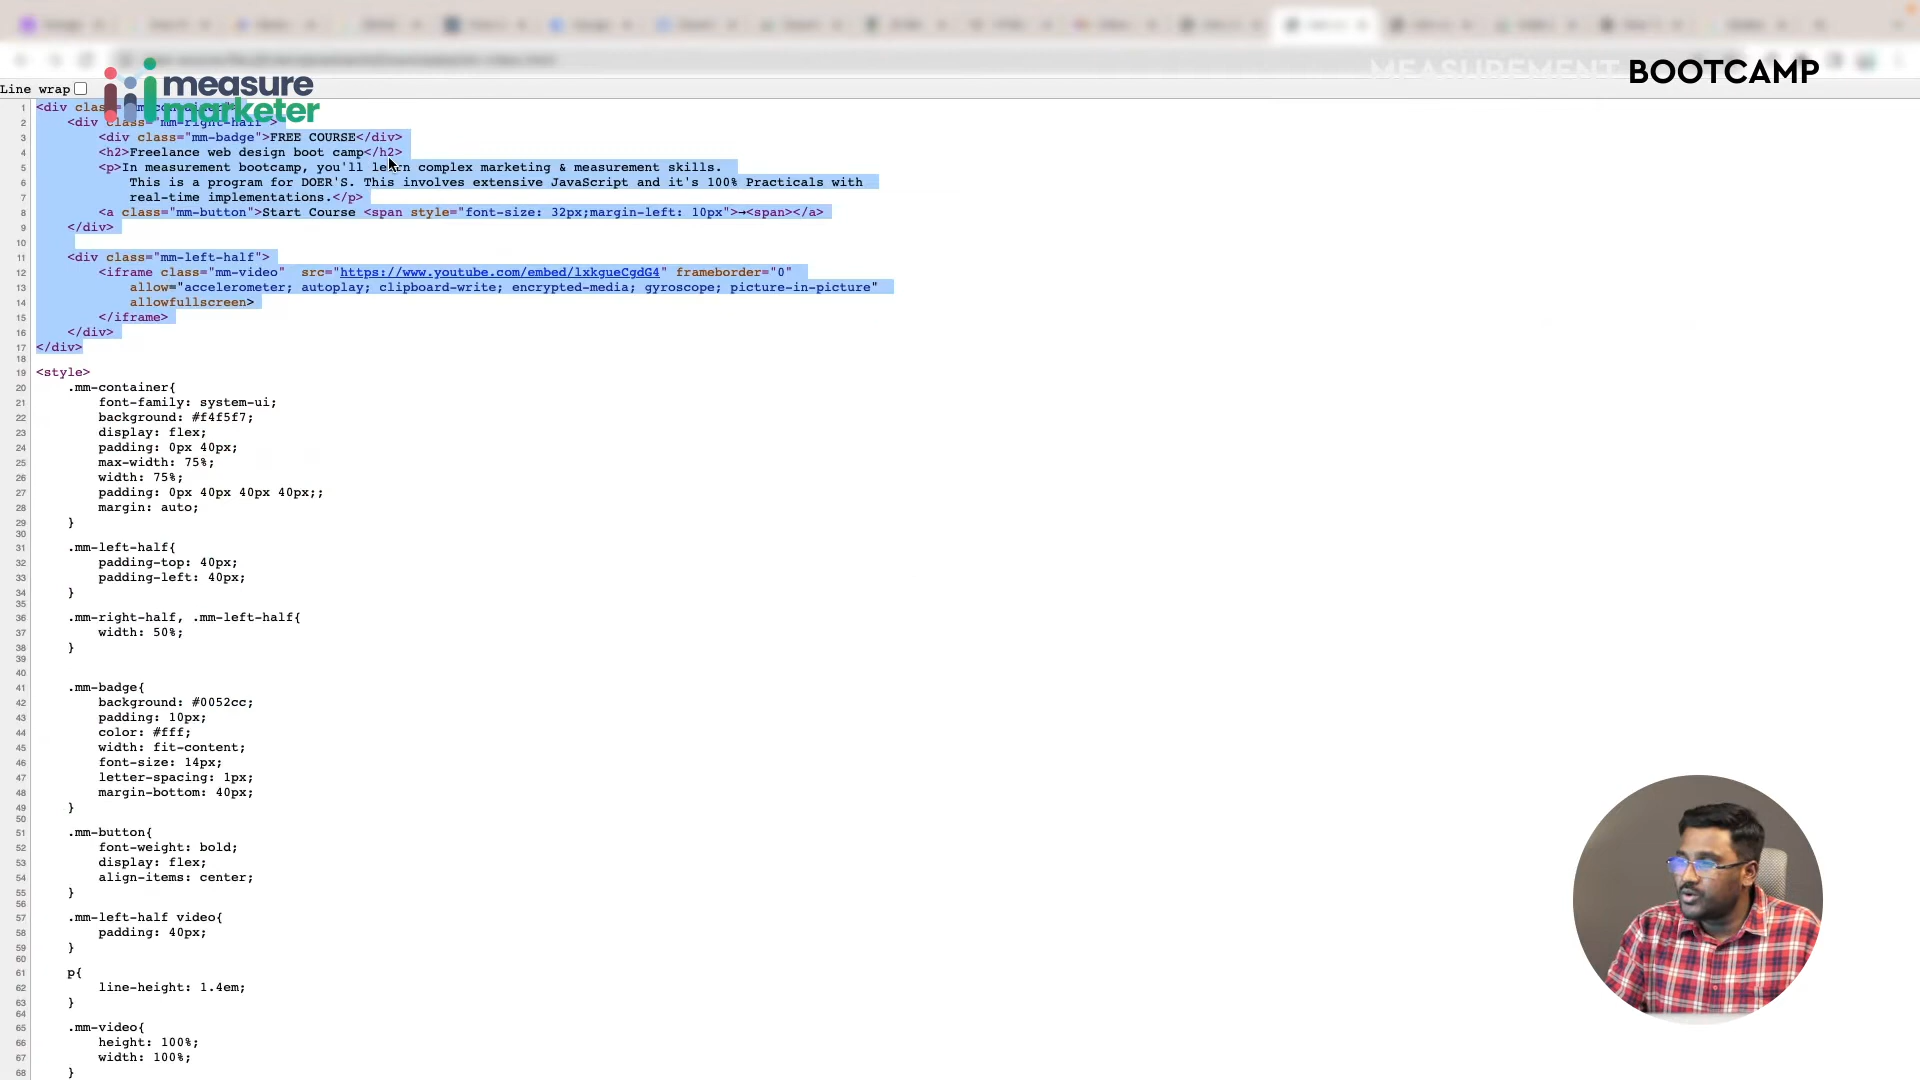 MEASUREMENT BOOTCAMP
measure
marketer
Line wrap
1 <div clas
2 <div class="mm-right-half">
3 <div class="mm-badge">FREE COURSE</div>
4 <h2>Freelance web design boot camp</h2>
5 <p>In measurement bootcamp, you'll learn complex marketing & measurement skills.
6 This is a program for DOER'S. This involves extensive JavaScript and it's 100% Practicals with
7 real-time implementations.</p>
8 <a class="mm-button">Start Course <span style="font-size: 32px;margin-left: 10px">→<span></a>
9 </div>
10
11 <div class="mm-left-half">
12 <iframe class="mm-video" src="https://www.youtube.com/embed/lxkgueCgdG4" frameborder="0"
13 allow="accelerometer; autoplay; clipboard-write; encrypted-media; gyroscope; picture-in-picture"
14 allowfullscreen>
15 </iframe>
16 </div>
17 </div>
18
19 <style>
20 .mm-container{
21 font-family: system-ui;
22 background: #f4f5f7;
23 display: flex;
24 padding: 0px 40px;
25 max-width: 75%;
26 width: 75%;
27 padding: 0px 40px 40px 40px;;
28 margin: auto;
29 }
30
31 .mm-left-half{
32 padding-top: 40px;
33 padding-left: 40px;
34 }
35
36 .mm-right-half, .mm-left-half{
37 width: 50%;
38 }
39
40
41 .mm-badge{
42 background: #0052cc;
43 padding: 10px;
44 color: #fff;
45 width: fit-content;
46 font-size: 14px;
47 letter-spacing: 1px;
48 margin-bottom: 40px;
49 }
50
51 .mm-button{
52 font-weight: bold;
53 display: flex;
54 align-items: center;
55 }
56
57 .mm-left-half video{
58 padding: 40px;
59 }
60
61 p{
62 line-height: 1.4em;
63 }
64
65 .mm-video{
66 height: 100%;
67 width: 100%;
68 }